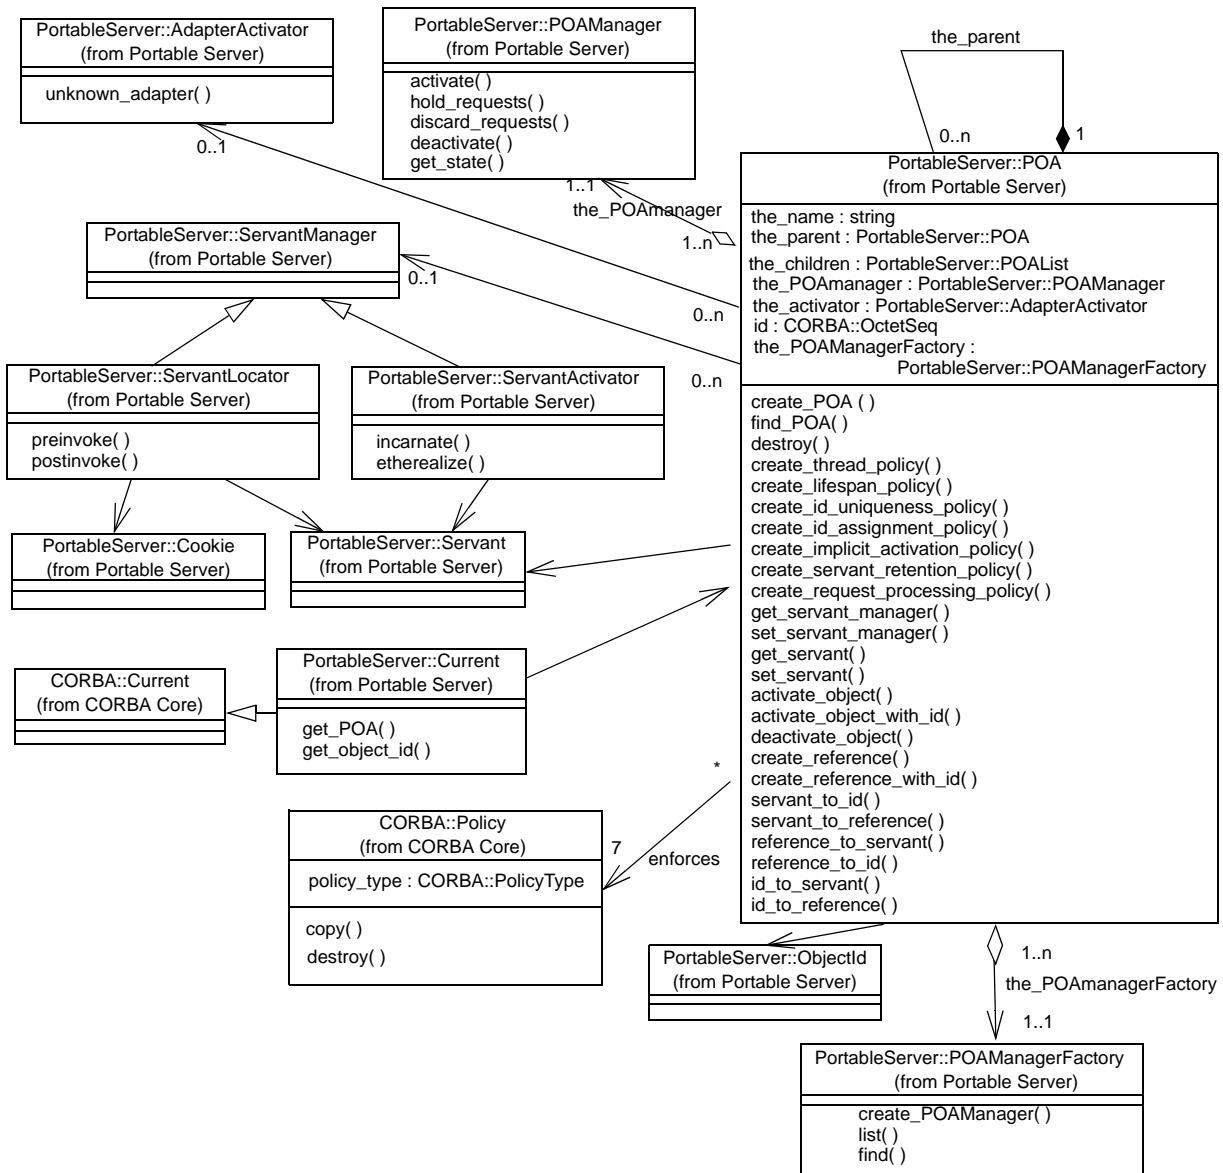 PortableServer::AdapterActivator
(from Portable Server)
unknown_adapter( )
0..1
PortableServer::POAManager
(from Portable Server)
activate( )
hold_requests( )
discard_requests( )
deactivate( )
get_state( )
1..1
the_POAmanager
1..n
the_parent
0..n
1
PortableServer::POA
(from Portable Server)
the_name : string
the_parent : PortableServer::POA
the_children : PortableServer::POAList
the_POAmanager : PortableServer::POAManager
the_activator : PortableServer::AdapterActivator
id : CORBA::OctetSeq
the_POAManagerFactory :
PortableServer::POAManagerFactory
create_POA ( )
find_POA( )
destroy( )
create_thread_policy( )
create_lifespan_policy( )
create_id_uniqueness_policy( )
create_id_assignment_policy( )
create_implicit_activation_policy( )
create_servant_retention_policy( )
create_request_processing_policy( )
get_servant_manager( )
set_servant_manager( )
get_servant( )
set_servant( )
activate_object( )
activate_object_with_id( )
deactivate_object( )
create_reference( )
create_reference_with_id( )
servant_to_id( )
servant_to_reference( )
reference_to_servant( )
reference_to_id( )
id_to_servant( )
id_to_reference( )
PortableServer::ServantManager
(from Portable Server)
0..1
0..n
0..n
PortableServer::ServantLocator
(from Portable Server)
preinvoke( )
postinvoke( )
PortableServer::ServantActivator
(from Portable Server)
incarnate( )
etherealize( )
PortableServer::Cookie
(from Portable Server)
PortableServer::Servant
(from Portable Server)
CORBA::Current
(from CORBA Core)
PortableServer::Current
(from Portable Server)
get_POA( )
get_object_id( )
*
7
enforces
CORBA::Policy
(from CORBA Core)
policy_type : CORBA::PolicyType
copy( )
destroy( )
PortableServer::ObjectId
(from Portable Server)
1..n
the_POAmanagerFactory
1..1
PortableServer::POAManagerFactory
(from Portable Server)
create_POAManager( )
list( )
find( )